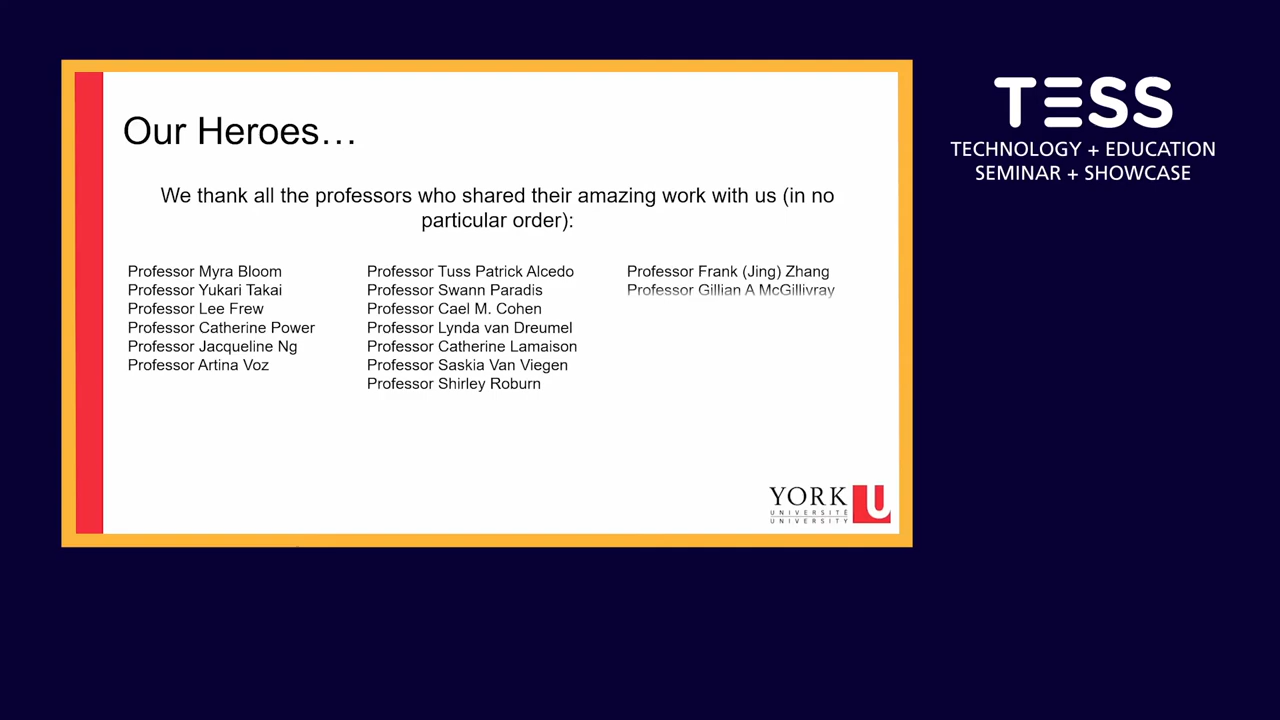 Our Heroes…
We thank all the professors who shared their amazing work with us (in no
particular order):
Professor Myra Bloom
Professor Yukari Takai
Professor Lee Frew
Professor Catherine Power
Professor Jacqueline Ng
Professor Artina Voz
Professor Tuss Patrick Alcedo
Professor Swann Paradis
Professor Cael M. Cohen
Professor Lynda van Dreumel
Professor Catherine Lamaison
Professor Saskia Van Viegen
Professor Shirley Roburn
Professor Frank (Jing) Zhang
Professor Gillian A McGillivray
YORK U
UNIVERSITÉ
UNIVERSITY
TESS
TECHNOLOGY + EDUCATION
SEMINAR + SHOWCASE